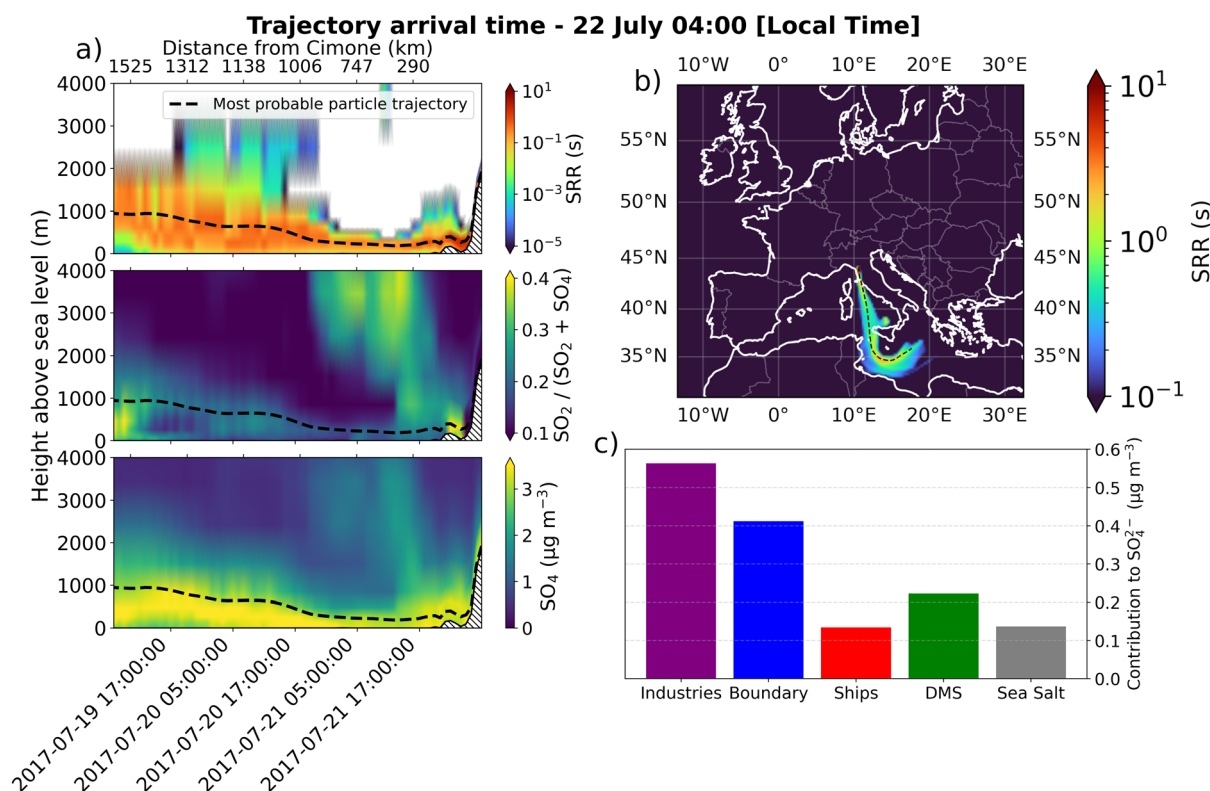 Trajectory arrival time - 22 July 04:00 [Local Time]
a)
Distance from Cimone (km)
1525 1312 1138 1006 747 290
4000
3000
2000
1000
0
Most probable particle trajectory
10¹
10⁻¹
10⁻³
10⁻⁵
SRR (s)
4000
3000
2000
1000
0
0.4
0.3
0.2
0.1
SO₂ / (SO₂ + SO₄)
4000
3000
2000
1000
0
3
2
1
0
SO₄ (µg m⁻³)
Height above sea level (m)
2017-07-19 17:00:00
2017-07-20 05:00:00
2017-07-20 17:00:00
2017-07-21 05:00:00
2017-07-21 17:00:00
b)
10°W 0° 10°E 20°E 30°E
55°N 55°N
50°N 50°N
45°N 45°N
40°N 40°N
35°N 35°N
10°W 0° 10°E 20°E 30°E
10¹
10⁰
10⁻¹
SRR (s)
c)
0.6
0.5
0.4
0.3
0.2
0.1
0.0
Contribution to SO₄²⁻ (µg m⁻³)
Industries Boundary Ships DMS Sea Salt